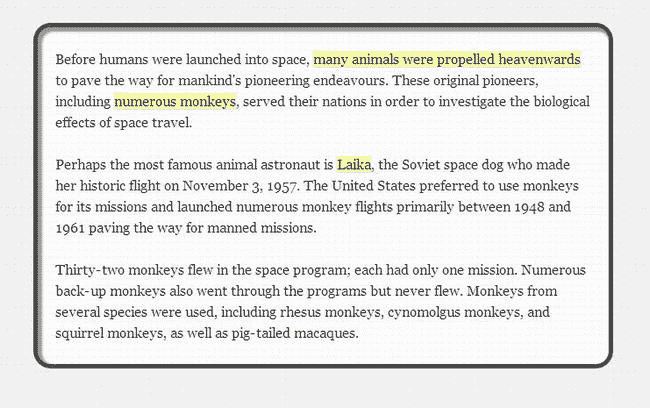 Before humans were launched into space, many animals were propelled heavenwards
to pave the way for mankind's pioneering endeavours. These original pioneers,
including numerous monkeys, served their nations in order to investigate the biological
effects of space travel.
Perhaps the most famous animal astronaut is Laika, the Soviet space dog who made
her historic flight on November 3, 1957. The United States preferred to use monkeys
for its missions and launched numerous monkey flights primarily between 1948 and
1961 paving the way for manned missions.
Thirty-two monkeys flew in the space program; each had only one mission. Numerous
back-up monkeys also went through the programs but never flew. Monkeys from
several species were used, including rhesus monkeys, cynomolgus monkeys, and
squirrel monkeys, as well as pig-tailed macaques.